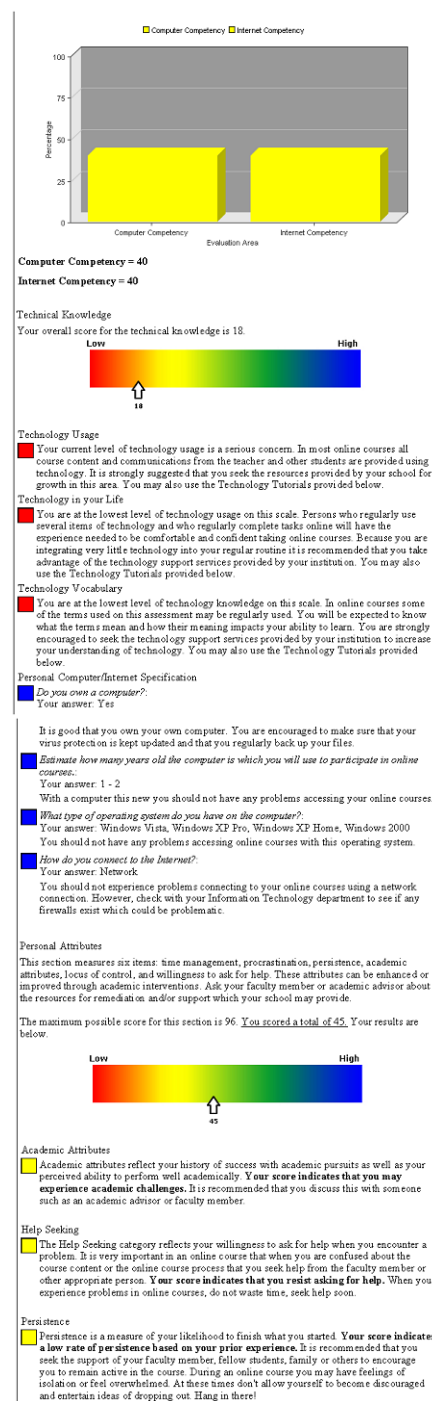 Computer Competency Internet Competency
100
75
50
25
0
Percentage
Computer Competency Internet Competency
Evaluation Area
Computer Competency = 40
Internet Competency = 40
Technical Knowledge
Your overall score for the technical knowledge is 18.
Low High
18
Technology Usage
Your current level of technology usage is a serious concern. In most online courses all
course content and communications from the teacher and other students are provided using
technology. It is strongly suggested that you seek the resources provided by your school for
growth in this area. You may also use the Technology Tutorials provided below.
Technology in your Life
You are at the lowest level of technology usage on this scale. Persons who regularly use
several items of technology and who regularly complete tasks online will have the
experience needed to be comfortable and confident taking online courses. Because you are
integrating very little technology into your regular routine it is recommended that you take
advantage of the technology support services provided by your institution. You may also
use the Technology Tutorials provided below.
Technology Vocabulary
You are at the lowest level of technology knowledge on this scale. In online courses some
of the terms used on this assessment may be regularly used. You will be expected to know
what the terms mean and how their meaning impacts your ability to learn. You are strongly
encouraged to seek the technology support services provided by your institution to increase
your understanding of technology. You may also use the Technology Tutorials provided
below.
Personal Computer/Internet Specification
Do you own a computer?:
Your answer: Yes
It is good that you own your own computer. You are encouraged to make sure that your
virus protection is kept updated and that you regularly back up your files.
Estimate how many years old the computer is which you will use to participate in online
courses.:
Your answer: 1 - 2
With a computer this new you should not have any problems accessing your online courses
What type of operating system do you have on the computer?:
Your answer: Windows Vista, Windows XP Pro, Windows XP Home, Windows 2000
You should not have any problems accessing online courses with this operating system.
How do you connect to the Internet?:
Your answer: Network
You should not experience problems connecting to your online courses using a network
connection. However, check with your Information Technology department to see if any
firewalls exist which could be problematic.
Personal Attributes
This section measures six items: time management, procrastination, persistence, academic
attributes, locus of control, and willingness to ask for help. These attributes can be enhanced or
improved through academic interventions. Ask your faculty member or academic advisor about
the resources for remediation and/or support which your school may provide.
The maximum possible score for this section is 96. You scored a total of 45. Your results are
below.
Low High
45
Academic Attributes
Academic attributes reflect your history of success with academic pursuits as well as your
perceived ability to perform well academically. Your score indicates that you may
experience academic challenges. It is recommended that you discuss this with someone
such as an academic advisor or faculty member.
Help Seeking
The Help Seeking category reflects your willingness to ask for help when you encounter a
problem. It is very important in an online course that when you are confused about the
course content or the online course process that you seek help from the faculty member or
other appropriate person. Your score indicates that you resist asking for help. When you
experience problems in online courses, do not waste time, seek help soon.
Persistence
Persistence is a measure of your likelihood to finish what you started. Your score indicates
a low rate of persistence based on your prior experience. It is recommended that you
seek the support of your faculty member, fellow students, family or others to encourage
you to remain active in the course. During an online course you may have feelings of
isolation or feel overwhelmed. At these times don't allow yourself to become discouraged
and entertain ideas of dropping out. Hang in there!